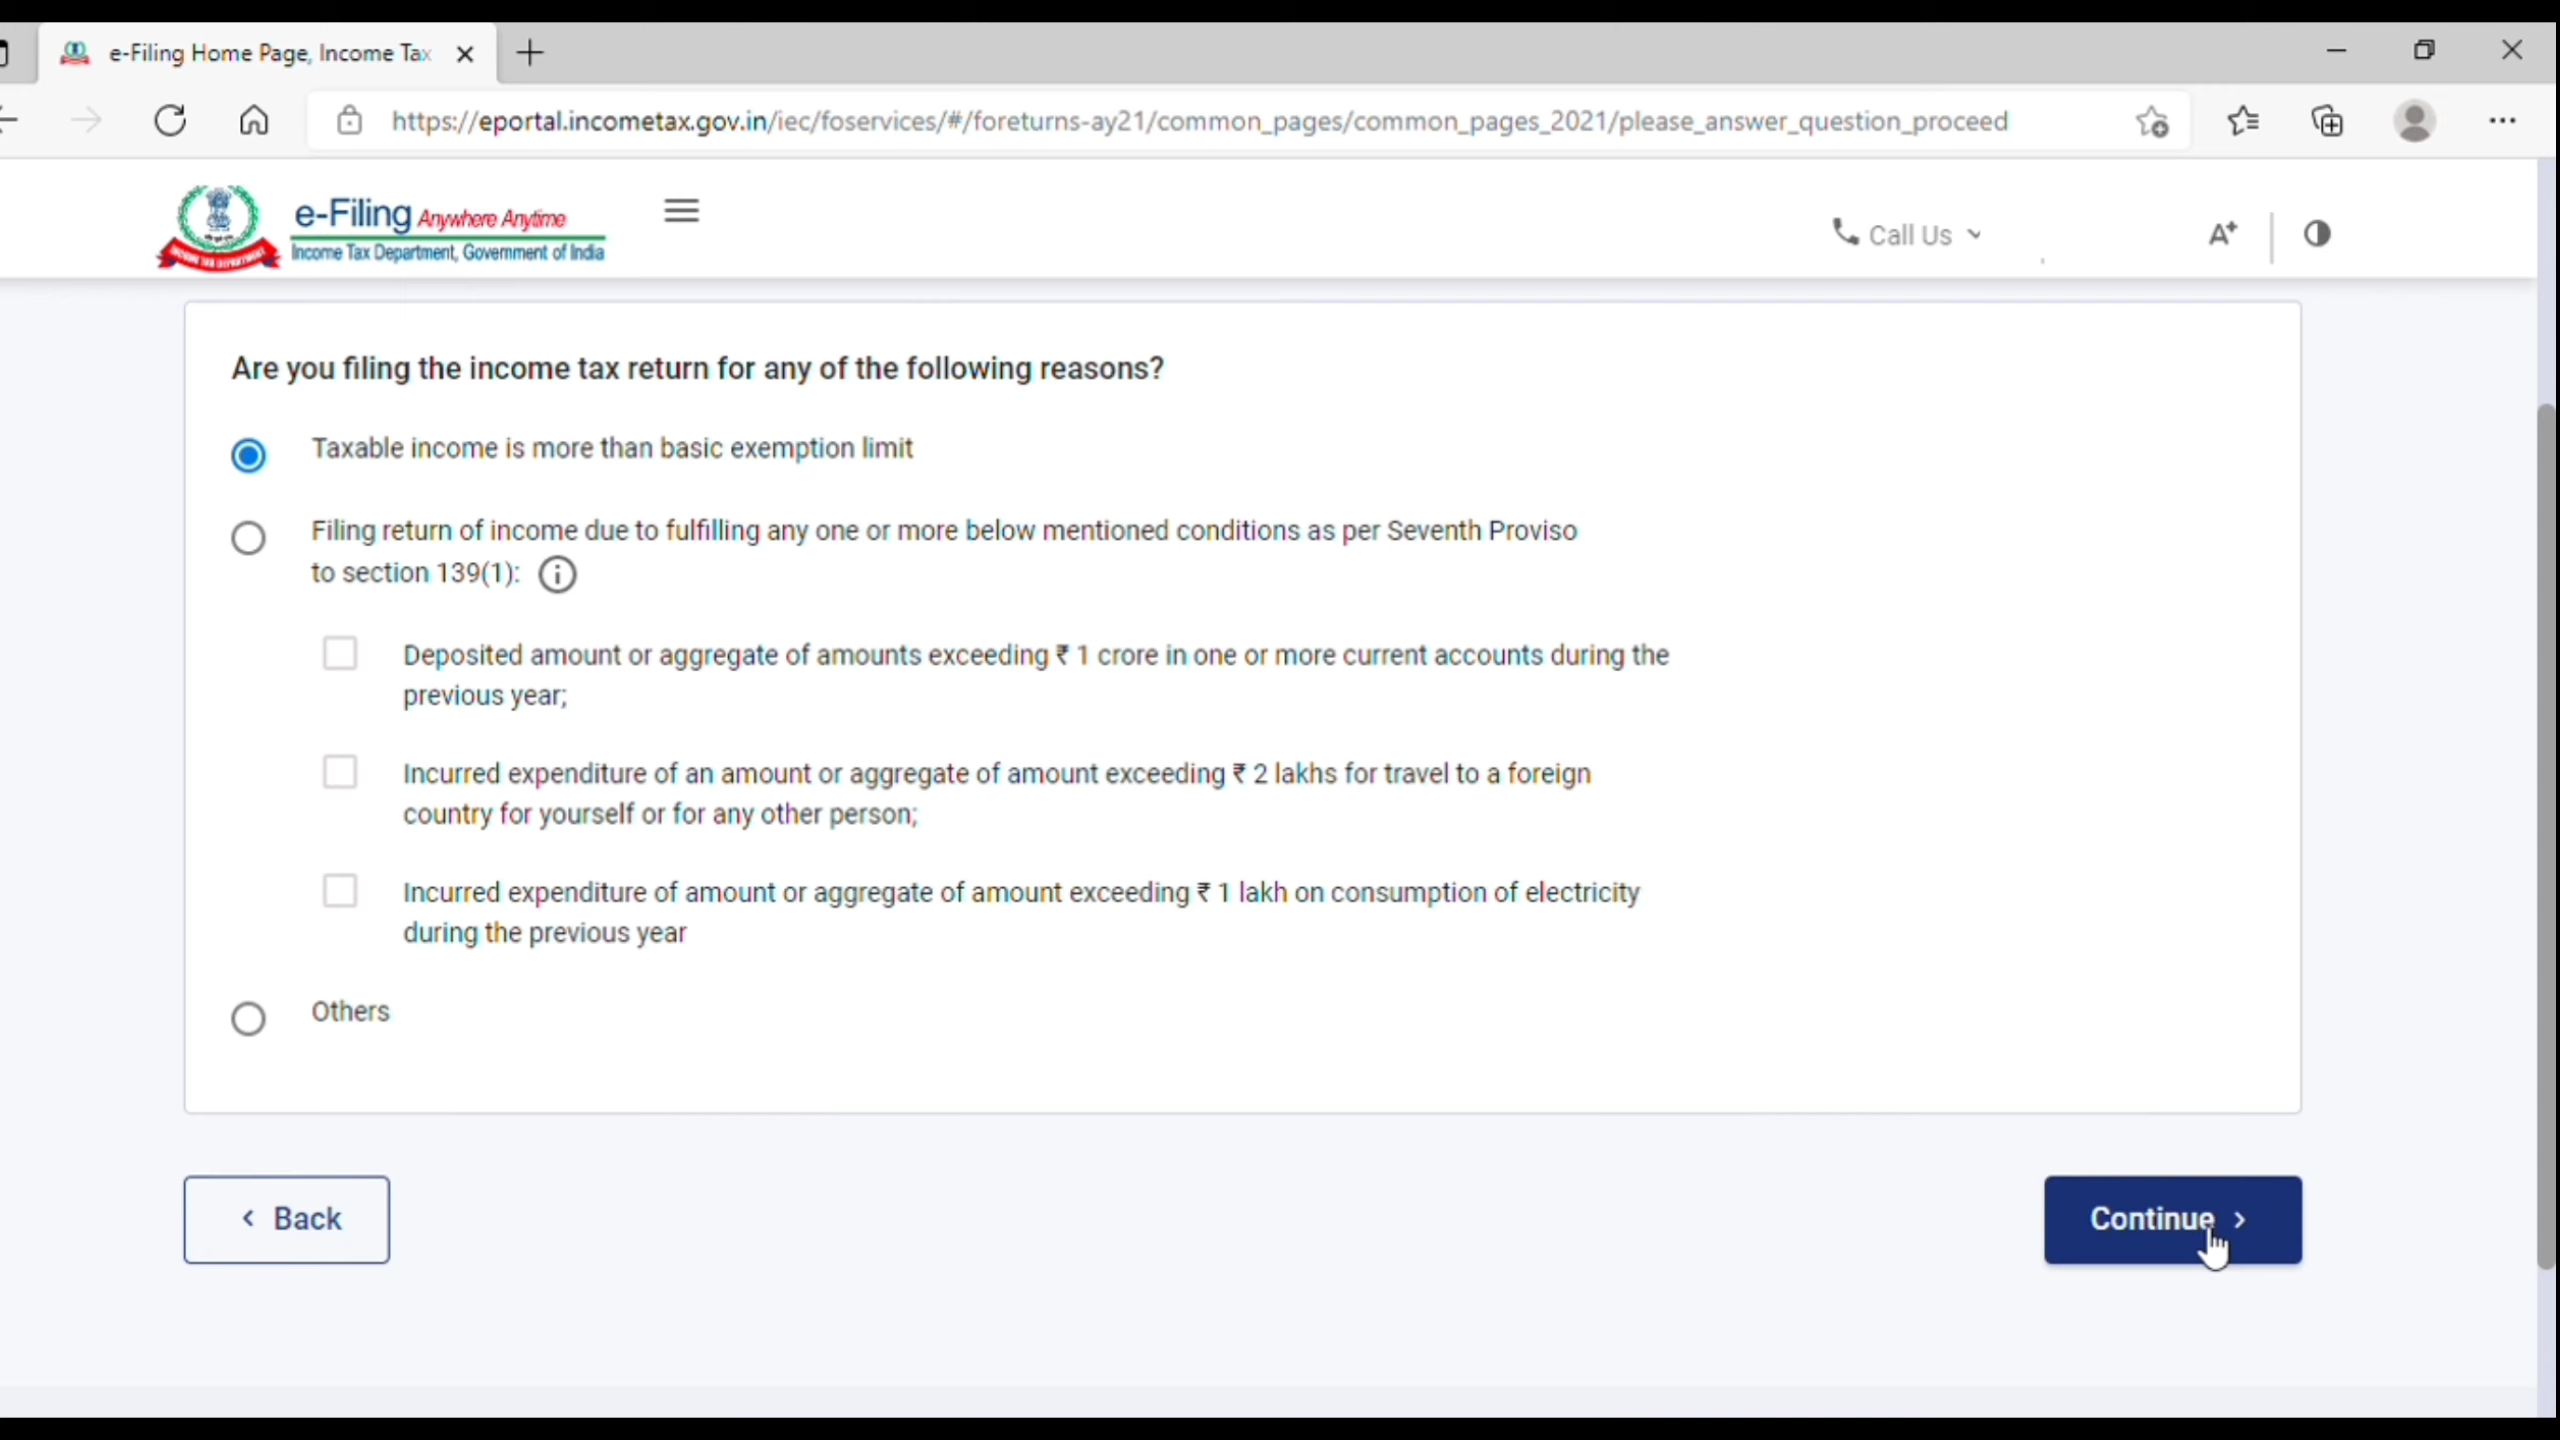 e-Filing Home Page, Income Tax
https://eportal.incometax.gov.in/iec/foservices/#/foreturns-ay21/common_pages/common_pages_2021/please_answer_question_proceed
e-Filing Anywhere Anytime
Income Tax Department, Government of India
Call Us
A+
Are you filing the income tax return for any of the following reasons?
Taxable income is more than basic exemption limit
Filing return of income due to fulfilling any one or more below mentioned conditions as per Seventh Proviso
to section 139(1):
Deposited amount or aggregate of amounts exceeding ₹ 1 crore in one or more current accounts during the
previous year;
Incurred expenditure of an amount or aggregate of amount exceeding ₹ 2 lakhs for travel to a foreign
country for yourself or for any other person;
Incurred expenditure of amount or aggregate of amount exceeding ₹ 1 lakh on consumption of electricity
during the previous year
Others
< Back
Continue >